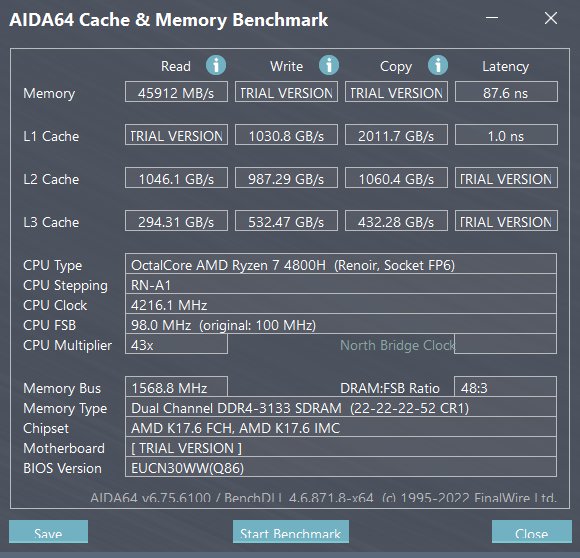 AIDA64 Cache & Memory Benchmark
Read Write Copy Latency
Memory 45912 MB/s TRIAL VERSION TRIAL VERSION 87.6 ns
L1 Cache TRIAL VERSION 1030.8 GB/s 2011.7 GB/s 1.0 ns
L2 Cache 1046.1 GB/s 987.29 GB/s 1060.4 GB/s TRIAL VERSION
L3 Cache 294.31 GB/s 532.47 GB/s 432.28 GB/s TRIAL VERSION
CPU Type OctalCore AMD Ryzen 7 4800H (Renoir, Socket FP6)
CPU Stepping RN-A1
CPU Clock 4216.1 MHz
CPU FSB 98.0 MHz (original: 100 MHz)
CPU Multiplier 43x North Bridge Clock
Memory Bus 1568.8 MHz DRAM:FSB Ratio 48:3
Memory Type Dual Channel DDR4-3133 SDRAM (22-22-22-52 CR1)
Chipset AMD K17.6 FCH, AMD K17.6 IMC
Motherboard [ TRIAL VERSION ]
BIOS Version EUCN30WW(Q86)
AIDA64 v6.75.6100 / BenchDLL 4.6.871.8-x64 (c) 1995-2022 FinalWire Ltd.
Save Start Benchmark Close